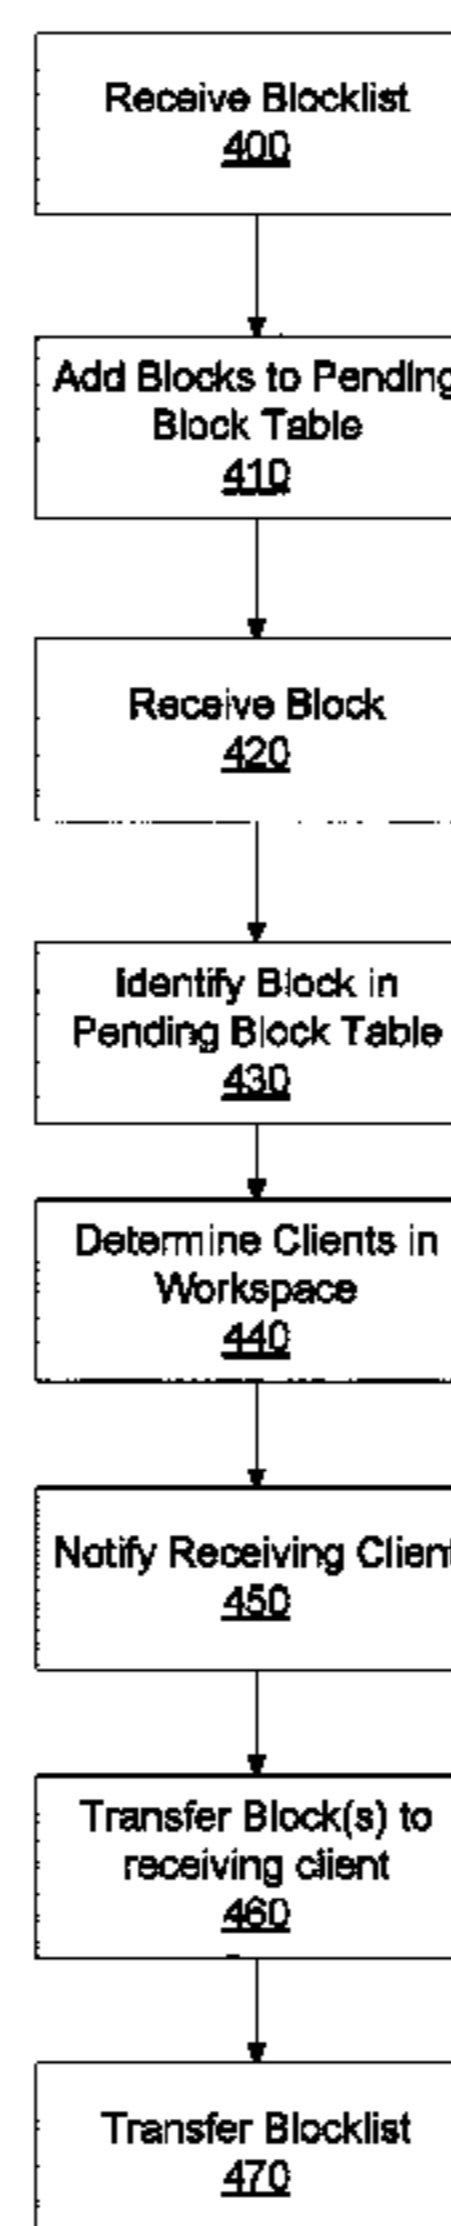 Receive Blocklist
400
Add Blocks to Pending
Block Table
410
Receive Block
420
Identify Block in
Pending Block Table
430
Determine Clients in
Workspace
440
Notify Receiving Client
450
Transfer Block(s) to
receiving client
460
Transfer Blocklist
470